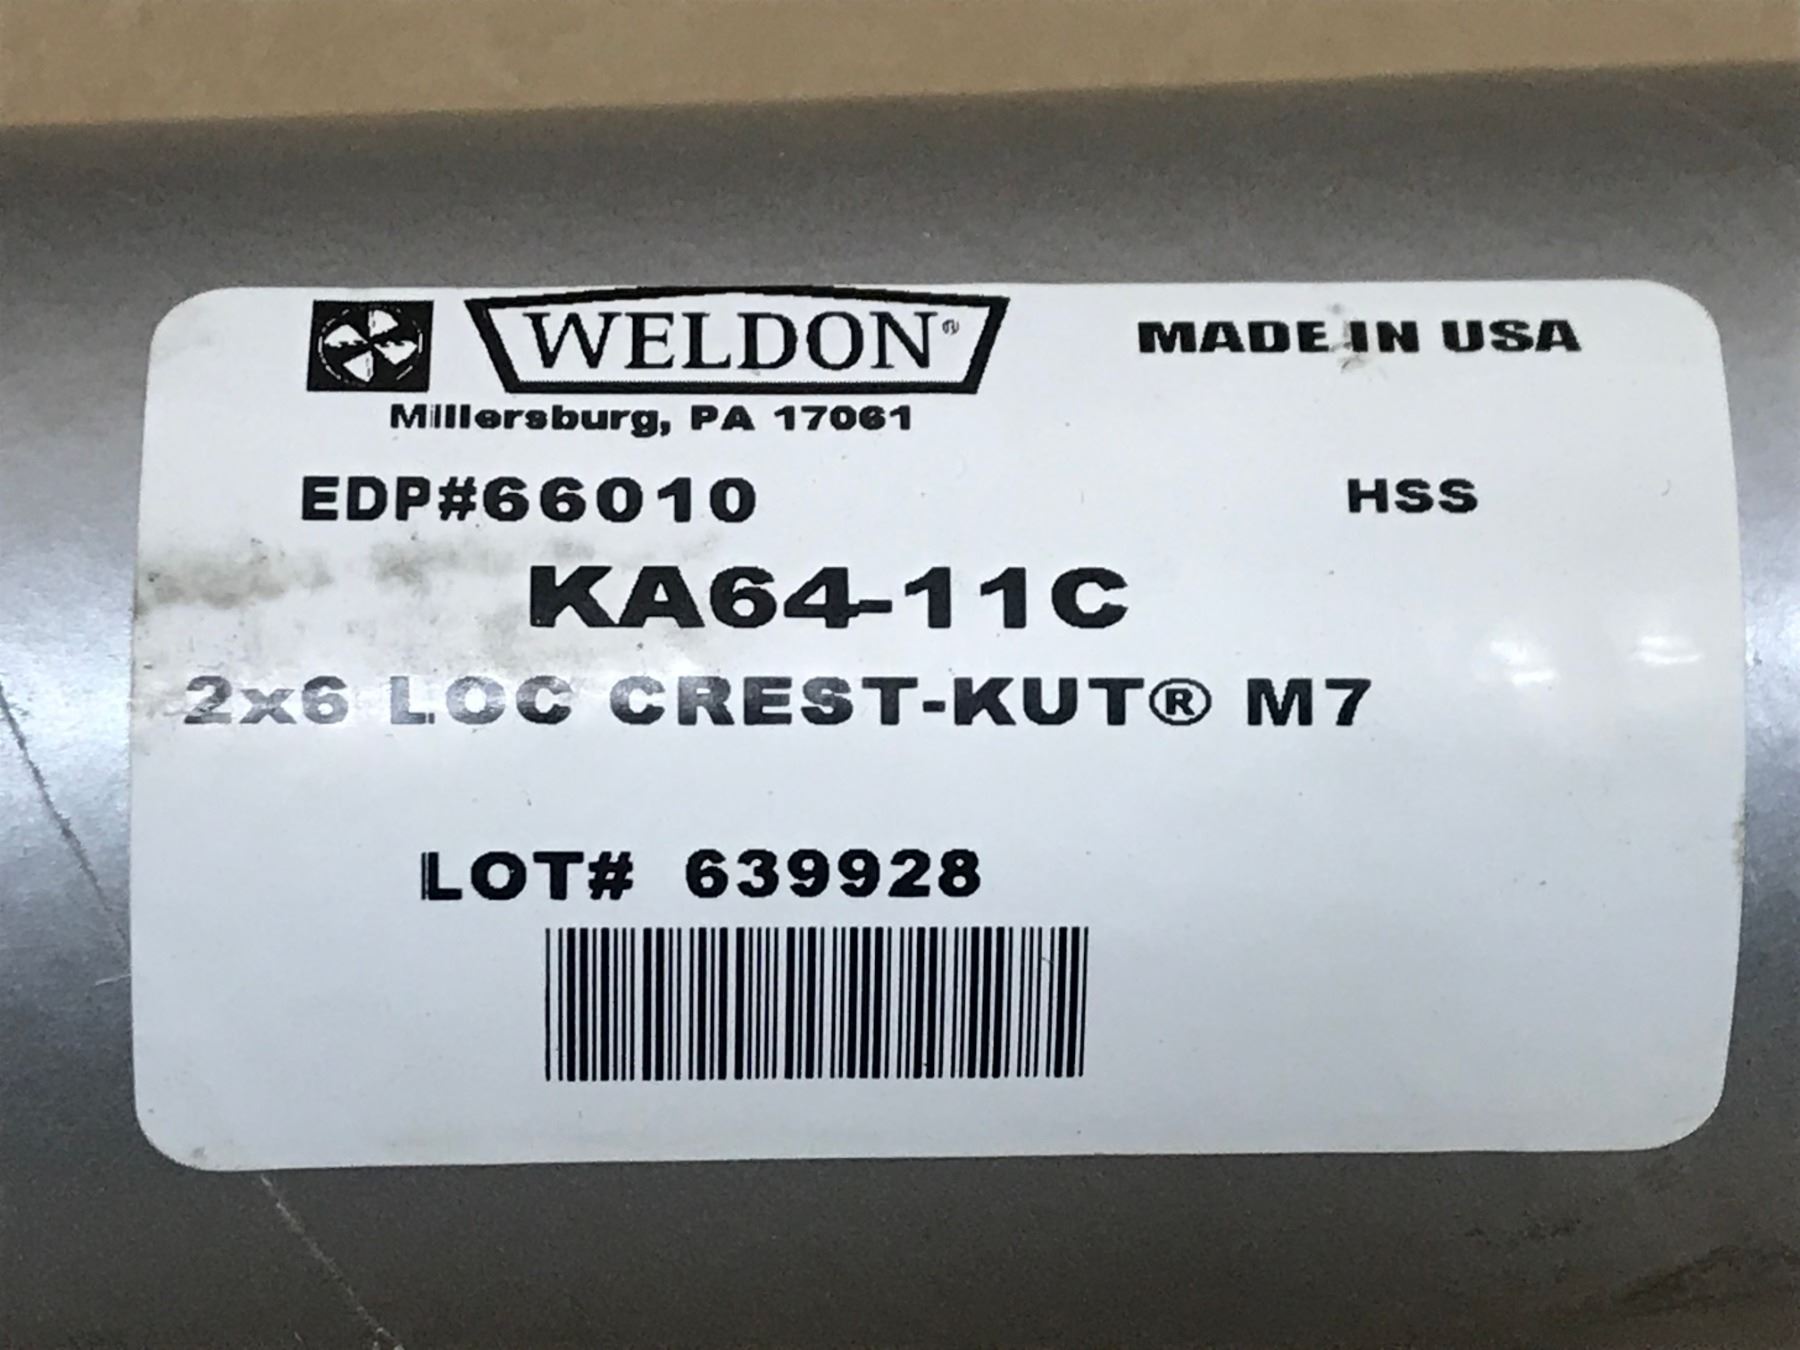 WELDON® MADE IN USA
Millersburg, PA 17061
EDP#66010 HSS
KA64-11C
2x6 LOC CREST-KUT® M7
LOT# 639928